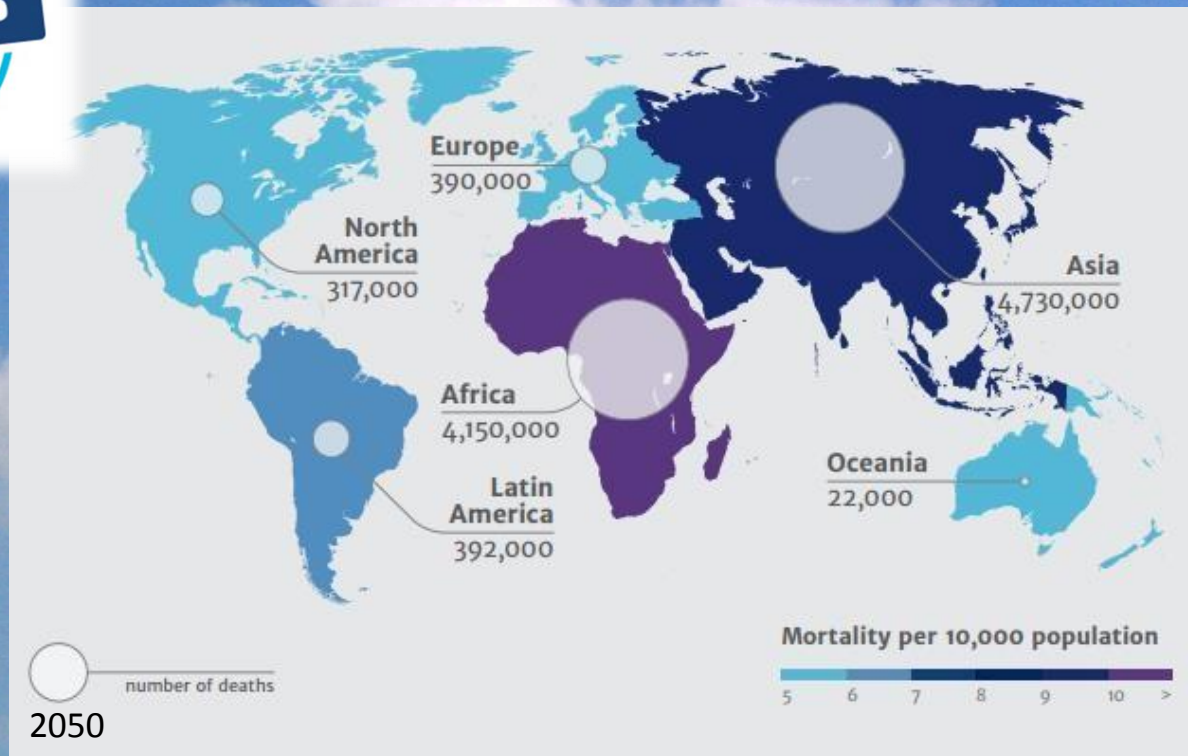 Europe
390,000
North
America
317,000
Asia
4,730,000
Africa
4,150,000
Oceania
22,000
Latin
America
392,000
Mortality per 10,000 population
5 6 7 8 9 10 >
number of deaths
2050